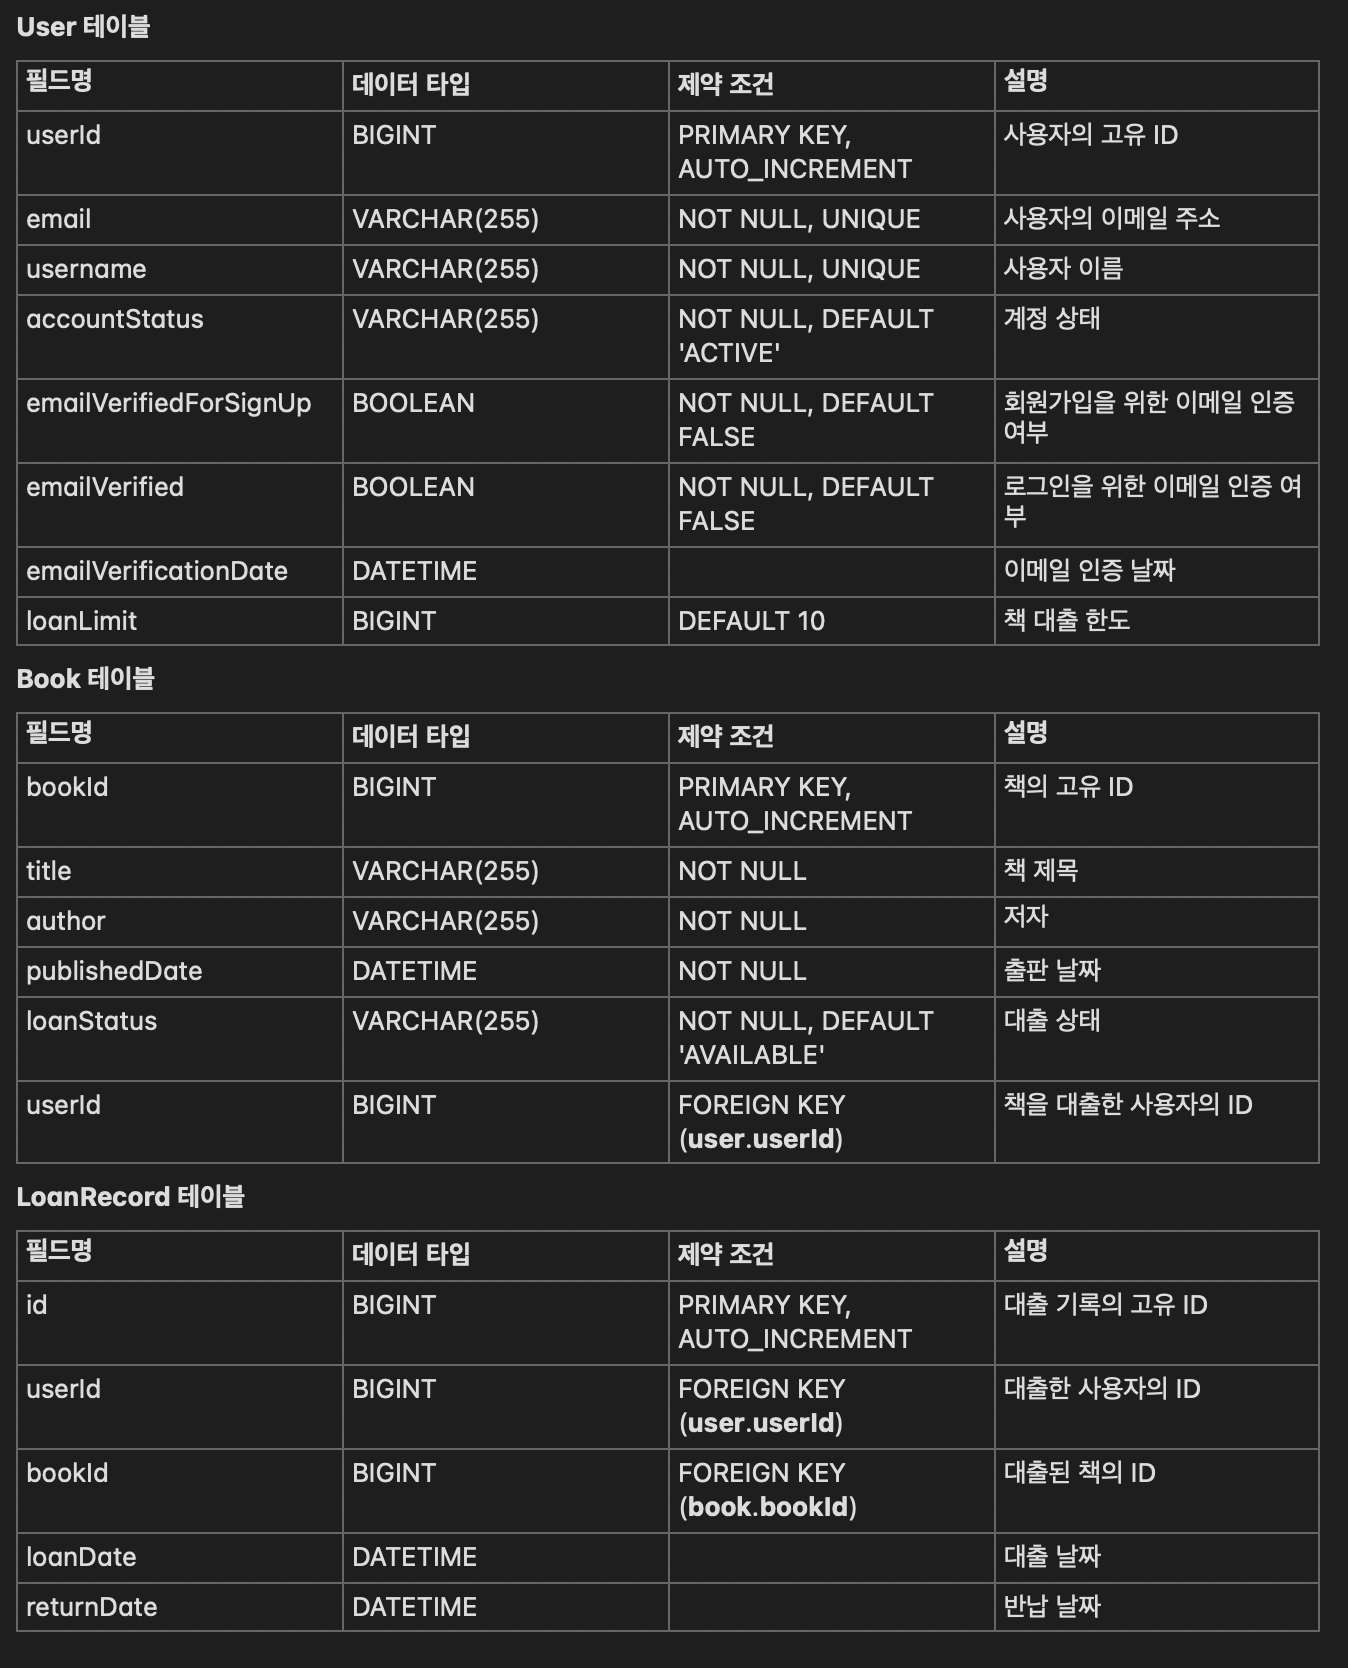 User 테이블
필드명 데이터 타입 제약 조건 설명
userId BIGINT PRIMARY KEY, 사용자의 고유 ID
AUTO_INCREMENT
email VARCHAR(255) NOT NULL, UNIQUE 사용자의 이메일 주소
username VARCHAR(255) NOT NULL, UNIQUE 사용자 이름
accountStatus VARCHAR(255) NOT NULL, DEFAULT 계정 상태
'ACTIVE'
emailVerifiedForSignUp BOOLEAN NOT NULL, DEFAULT 회원가입을 위한 이메일 인증
FALSE 여부
emailVerified BOOLEAN NOT NULL, DEFAULT 로그인을 위한 이메일 인증 여
FALSE 부
emailVerificationDate DATETIME 이메일 인증 날짜
loanLimit BIGINT DEFAULT 10 책 대출 한도
Book 테이블
필드명 데이터 타입 제약 조건 설명
bookId BIGINT PRIMARY KEY, 책의 고유 ID
AUTO_INCREMENT
title VARCHAR(255) NOT NULL 책 제목
author VARCHAR(255) NOT NULL 저자
publishedDate DATETIME NOT NULL 출판 날짜
loanStatus VARCHAR(255) NOT NULL, DEFAULT 대출 상태
'AVAILABLE'
userId BIGINT FOREIGN KEY 책을 대출한 사용자의 ID
(user.userId)
LoanRecord 테이블
필드명 데이터 타입 제약 조건 설명
id BIGINT PRIMARY KEY, 대출 기록의 고유 ID
AUTO_INCREMENT
userId BIGINT FOREIGN KEY 대출한 사용자의 ID
(user.userId)
bookId BIGINT FOREIGN KEY 대출된 책의 ID
(book.bookId)
loanDate DATETIME 대출 날짜
returnDate DATETIME 반납 날짜